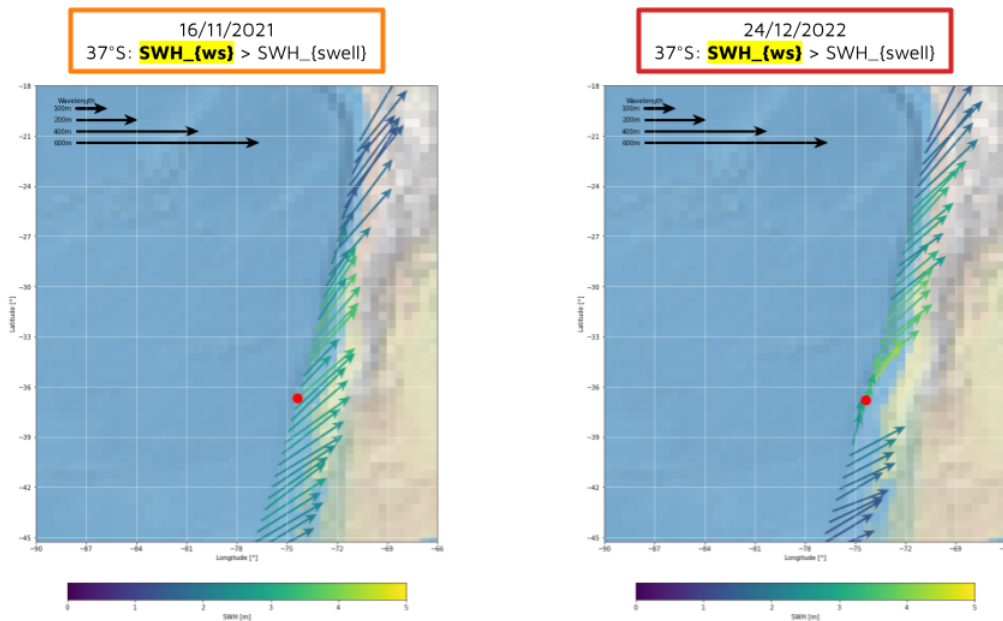 16/11/2021
37°S: SWH_{ws} > SWH_{swell}
Wavelength
100m
200m
400m
600m
−18
−21
−24
−27
−30
−33
−36
−39
−42
−45
Latitude [°]
−90
−87
−84
−81
−78
−75
−72
−69
−66
Longitude [°]
0
1
2
3
4
5
SWH [m]
24/12/2022
37°S: SWH_{ws} > SWH_{swell}
Wavelength
100m
200m
400m
600m
−18
−21
−24
−27
−30
−33
−36
−39
−42
−45
Latitude [°]
−90
−87
−84
−81
−78
−75
−72
−69
Longitude [°]
0
1
2
3
4
5
SWH [m]